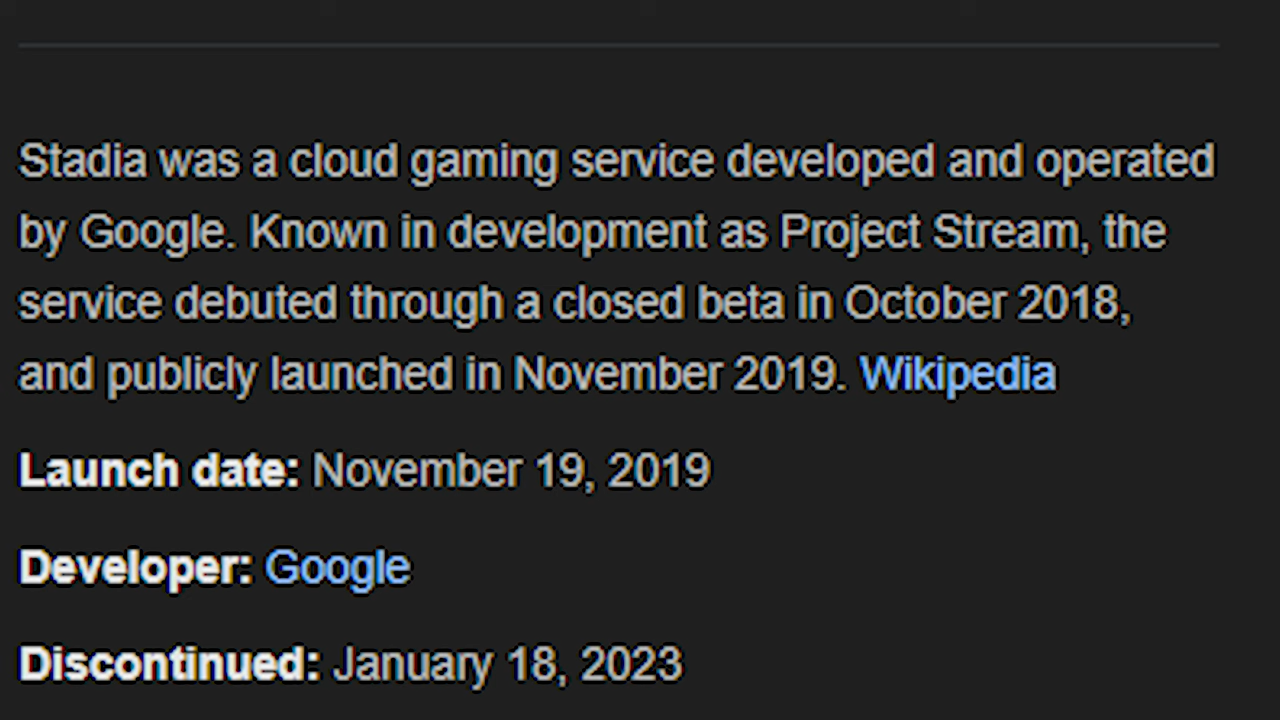 Stadia was a cloud gaming service developed and operated
by Google. Known in development as Project Stream, the
service debuted through a closed beta in October 2018,
and publicly launched in November 2019. Wikipedia
Launch date: November 19, 2019
Developer: Google
Discontinued: January 18, 2023